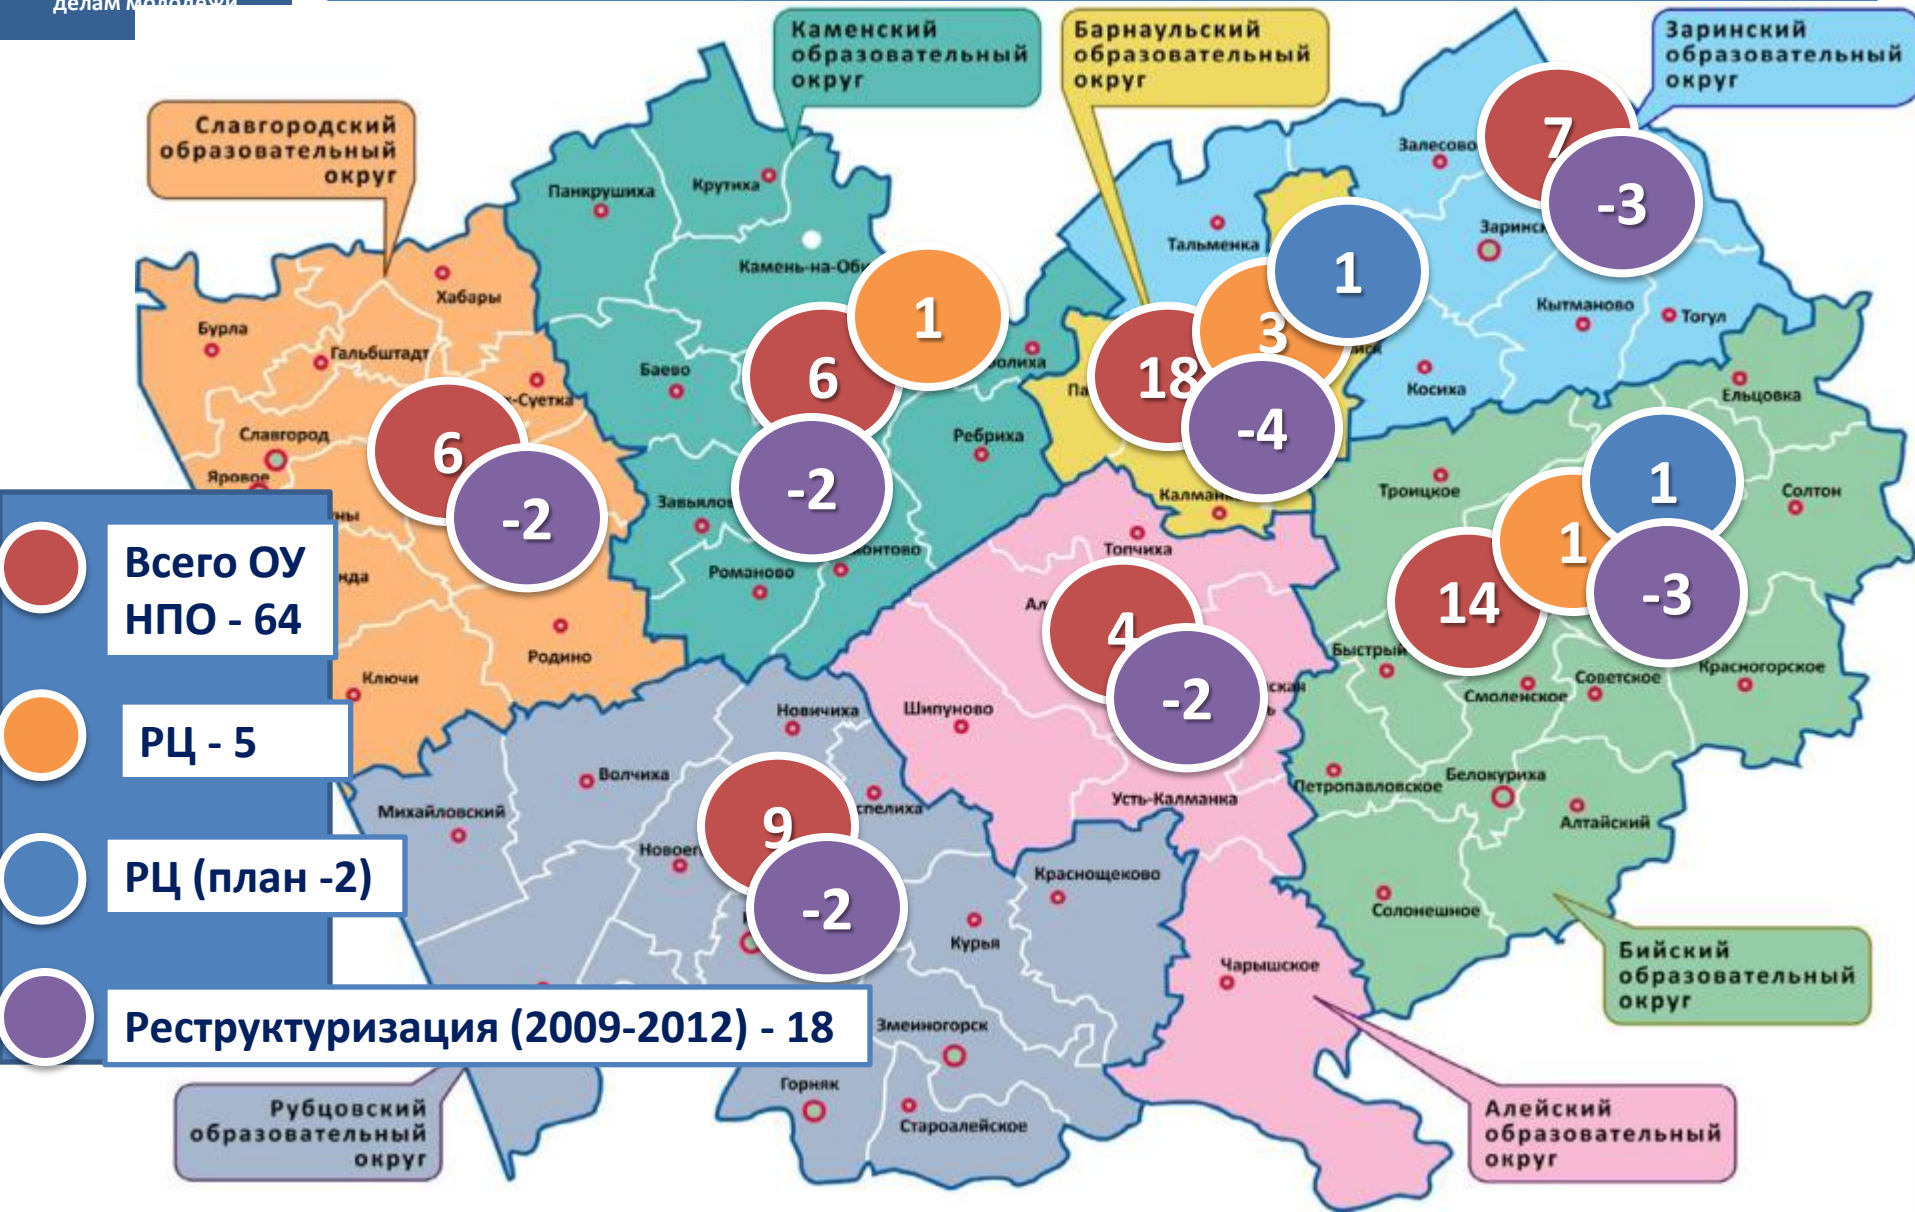 делам молодежи
Каменский
образовательный
округ
Барнаульский
образовательный
округ
Заринский
образовательный
округ
Славгородский
образовательный
округ
Залесово
7
-3
Панкрушиха
Крутиха
Тальменка
Камень-на-Оби
1
1
Хабары
Кытманово
Тогул
Бурла
Гальбштадт
Баево
6
18
3
Косиха
Ельцовка
Славгород
6
Ребриха
-4
Яровое
-2
-2
Троицкое
1
Солтон
1
-3
14
Топчиха
Романово
4
-2
Родино
Ключи
Новичиха
Шипуново
Быстрый
Смоленское
Советское
Красногорское
Всего ОУ
НПО - 64
РЦ - 5
РЦ (план -2)
Реструктуризация (2009-2012) - 18
Волчиха
Михайловский
9
-2
Усть-Калманка
Петропавловское
Белокуриха
Алтайский
Краснощеково
Солонешное
Курья
Чарышское
Бийский
образовательный
округ
Змеиногорск
Горняк
Староалейское
Рубцовский
образовательный
округ
Алейский
образовательный
округ